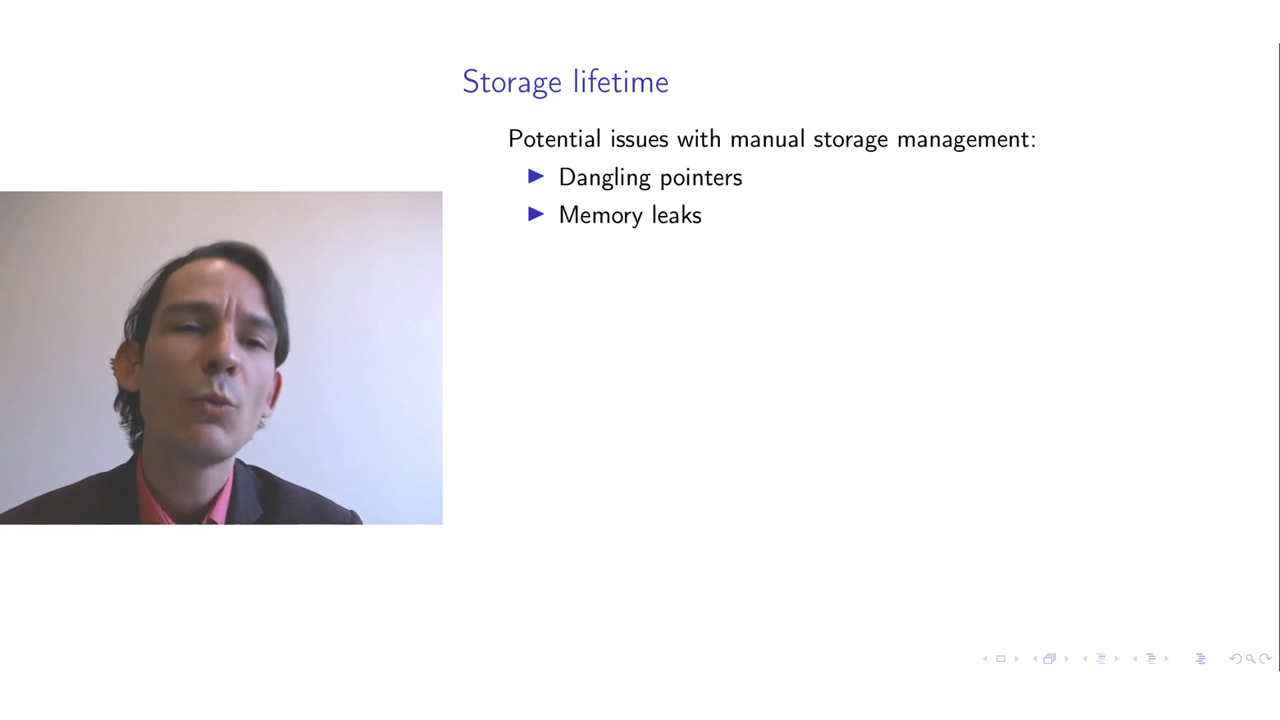 Storage lifetime
Potential issues with manual storage management:
Dangling pointers
Memory leaks